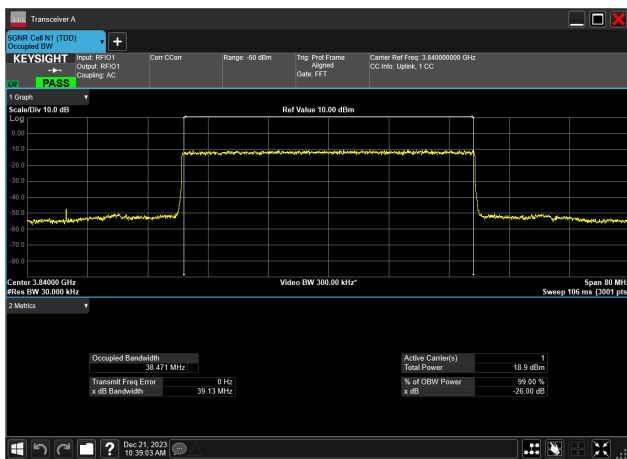 Transceiver A
5GNR Cell N1 (TDD)
Occupied BW
KEYSIGHT
Input: RFIO1
Output: RFIO1
Coupling: AC
Corr CCorr
Range: -60 dBm
Trig: Prot Frame
Aligned
Gate: FFT
Carrier Ref Freq: 3.840000000 GHz
CC Info: Uplink, 1 CC
PASS
1 Graph
Scale/Div 10.0 dB
Ref Value 10.00 dBm
Log
0.00
-10.0
-20.0
-30.0
-40.0
-50.0
-60.0
-70.0
-80.0
Center 3.84000 GHz
Video BW 300.00 kHz*
Span 80 MHz
#Res BW 30.000 kHz
Sweep 106 ms (3001 pts
2 Metrics
Occupied Bandwidth
38.471 MHz
Active Carrier(s) 1
Total Power 18.9 dBm
Transmit Freq Error 0 Hz
x dB Bandwidth 39.13 MHz
% of OBW Power 99.00 %
x dB -26.00 dB
Dec 21, 2023
10:39:03 AM